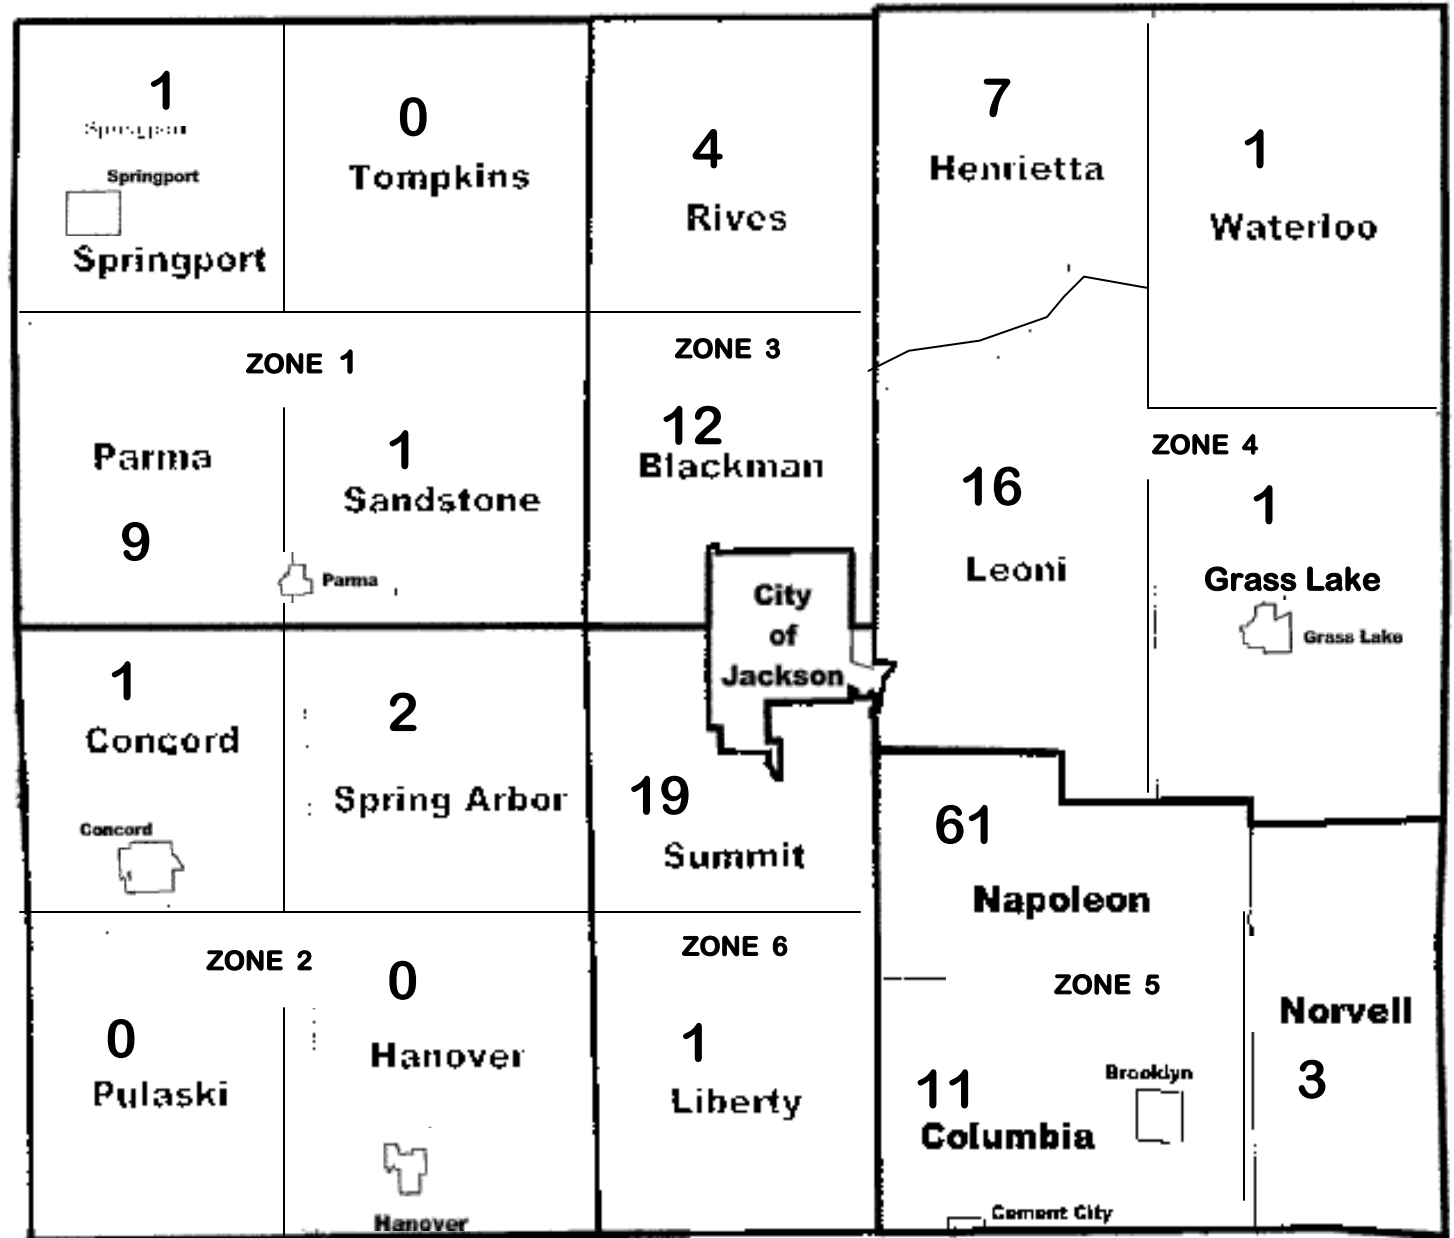 1
Springport
Springport
Springport
0
Tompkins
4
Rives
7
Henrietta
1
Waterloo
ZONE 1
Parma
9
1
Sandstone
Parma
ZONE 3
12
Blackman
City
of
Jackson
ZONE 4
16
Leoni
1
Grass Lake
Grass Lake
1
Concord
Concord
2
Spring Arbor
19
Summit
61
Napoleon
ZONE 2
0
Pulaski
0
Hanover
Hanover
ZONE 6
1
Liberty
ZONE 5
11
Columbia
Brooklyn
Cement City
Norvell
3